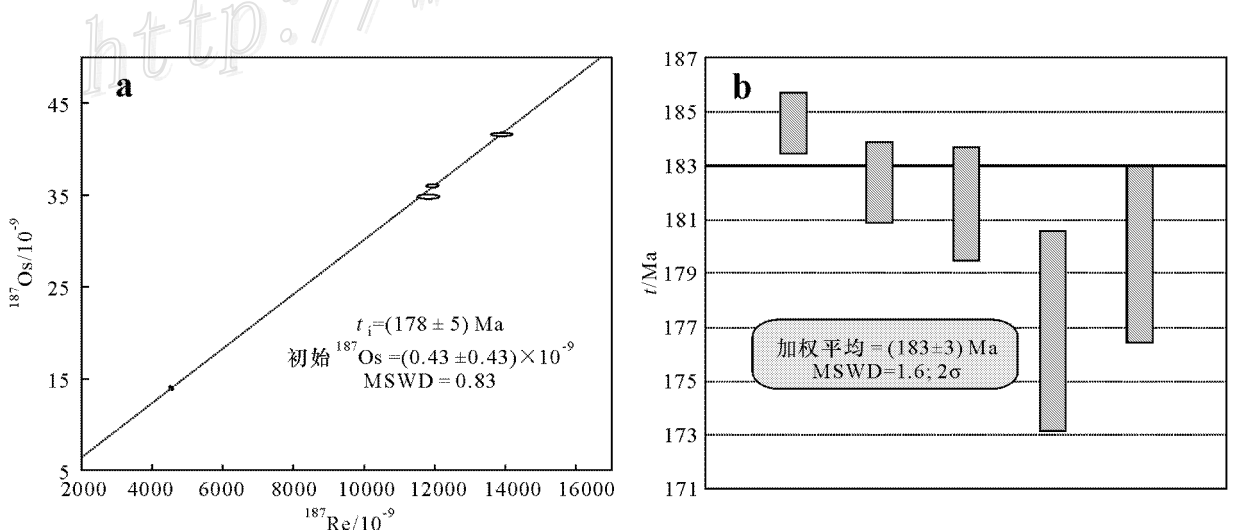 http://
a
45
35
25
15
5
¹⁸⁷Os/10⁻⁹
tᵢ=(178 ± 5) Ma
初始 ¹⁸⁷Os =(0.43 ±0.43)×10⁻⁹
MSWD = 0.83
2000 4000 6000 8000 10000 12000 14000 16000
¹⁸⁷Re/10⁻⁹
b
187
185
183
181
179
177
175
173
171
t/Ma
加权平均 = (183±3) Ma
MSWD=1.6; 2σ